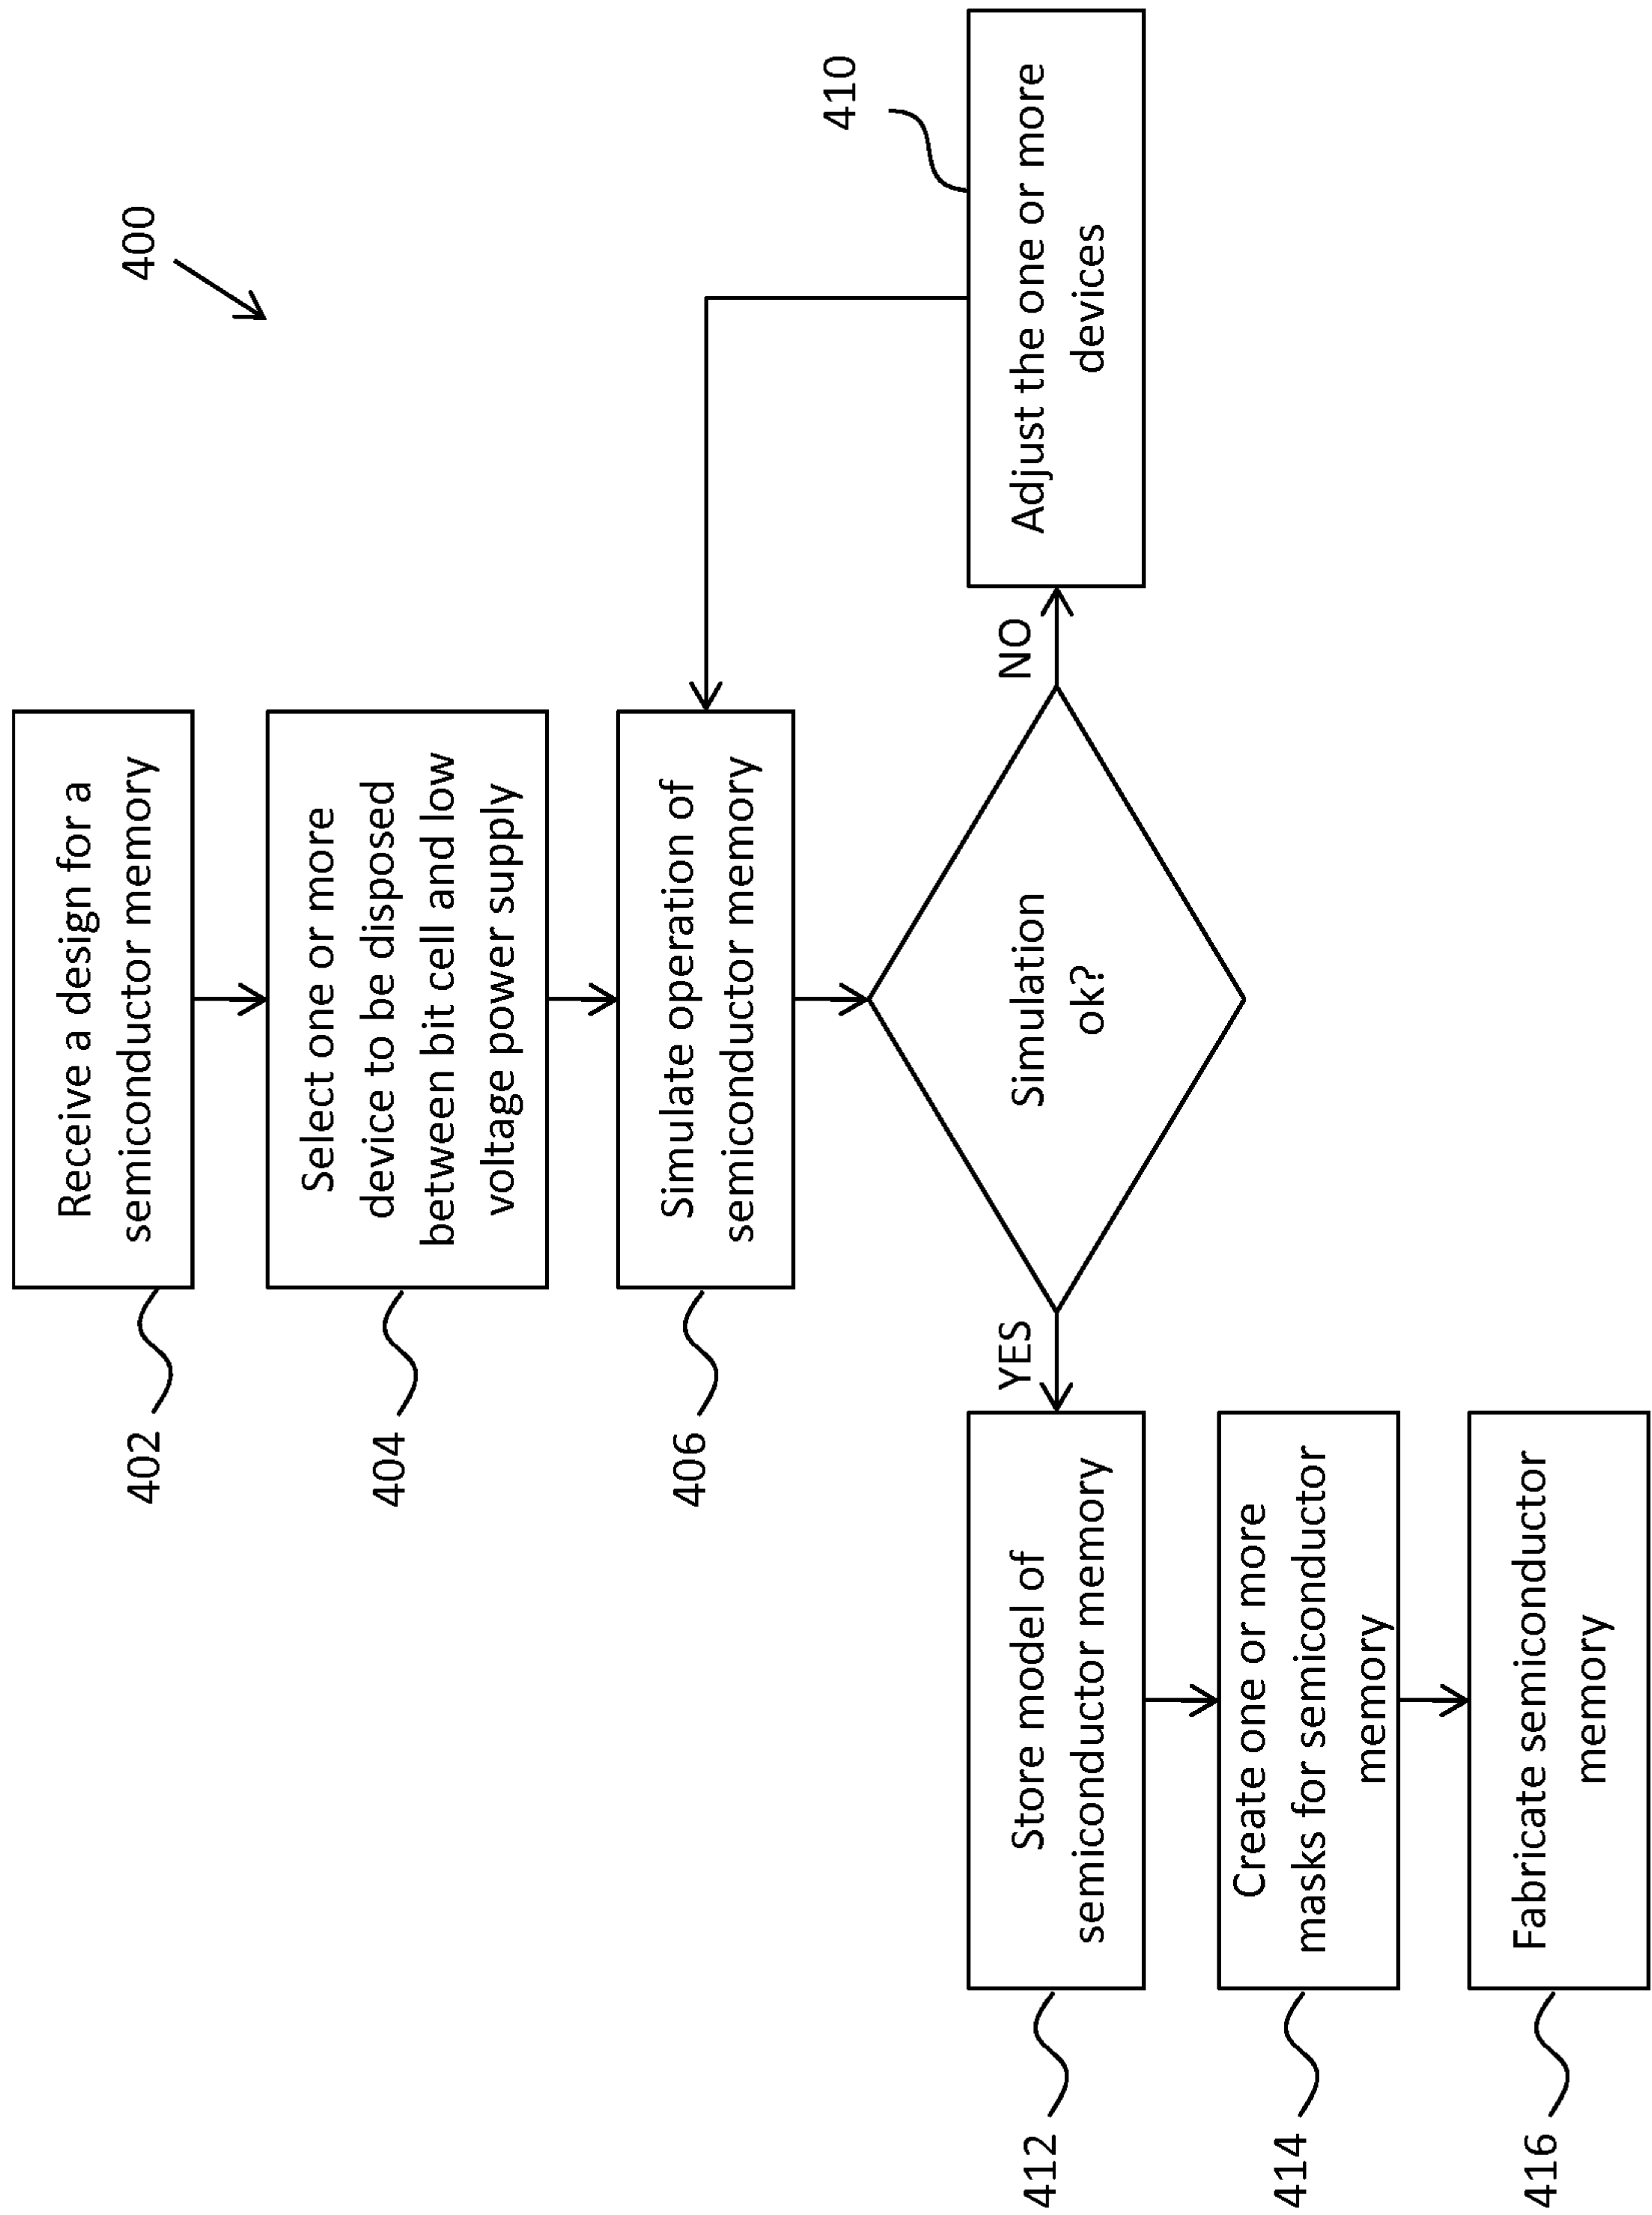 400
402
Receive a design for a
semiconductor memory
404
Select one or more
device to be disposed
between bit cell and low
voltage power supply
406
Simulate operation of
semiconductor memory
Simulation
ok?
NO
410
Adjust the one or more
devices
YES
412
Store model of
semiconductor memory
414
Create one or more
masks for semiconductor
memory
416
Fabricate semiconductor
memory